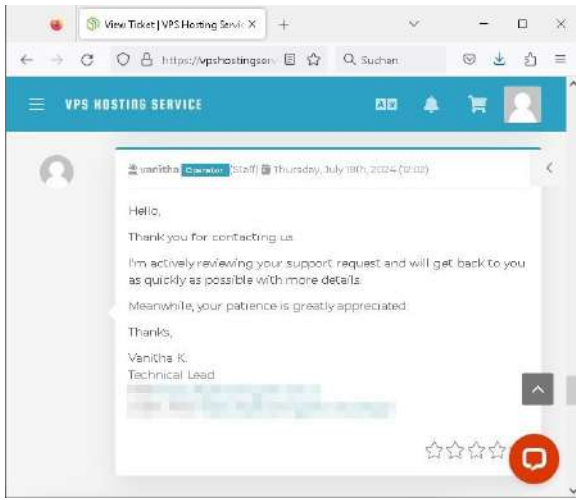 View Ticket | VPS Hosting Servic
https://vpshostingserv
Suchen
VPS HOSTING SERVICE
vanitha Operator (Staff) Thursday, July 18th, 2024 (12:02)
Hello,
Thank you for contacting us.
I'm actively reviewing your support request and will get back to you
as quickly as possible with more details.
Meanwhile, your patience is greatly appreciated.
Thanks,
Vanitha K.
Technical Lead